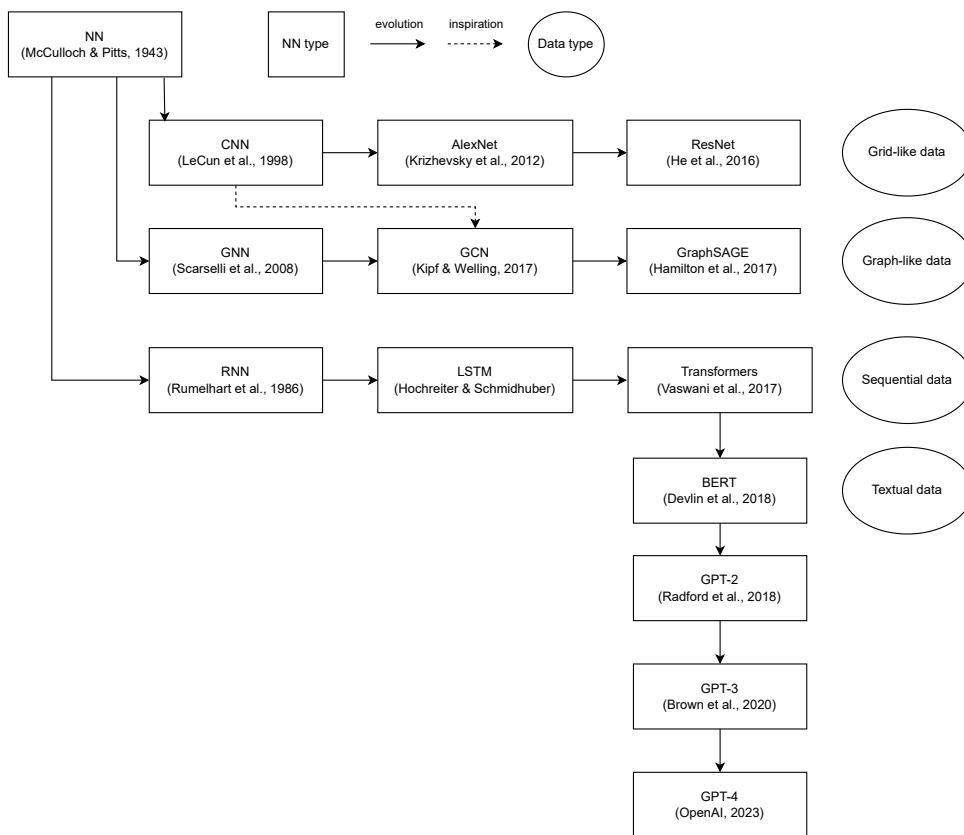 NN
(McCulloch & Pitts, 1943)
NN type
evolution
inspiration
Data type
CNN
(LeCun et al., 1998)
AlexNet
(Krizhevsky et al., 2012)
ResNet
(He et al., 2016)
Grid-like data
GNN
(Scarselli et al., 2008)
GCN
(Kipf & Welling, 2017)
GraphSAGE
(Hamilton et al., 2017)
Graph-like data
RNN
(Rumelhart et al., 1986)
LSTM
(Hochreiter & Schmidhuber)
Transformers
(Vaswani et al., 2017)
Sequential data
BERT
(Devlin et al., 2018)
Textual data
GPT-2
(Radford et al., 2018)
GPT-3
(Brown et al., 2020)
GPT-4
(OpenAI, 2023)